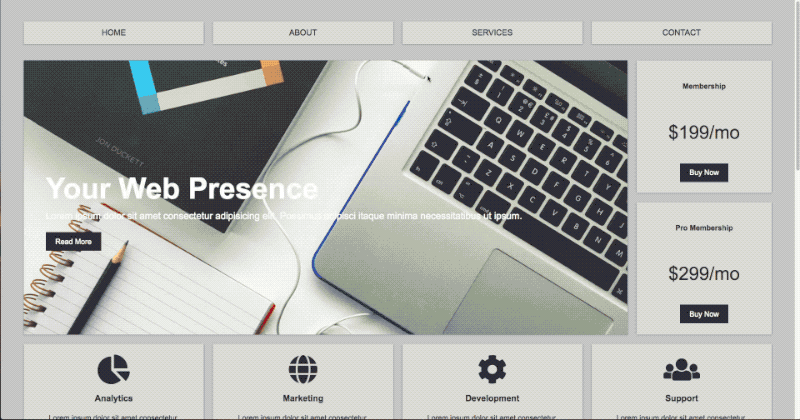 HOME
ABOUT
SERVICES
CONTACT
JON DUCKETT
Your Web Presence
Lorem ipsum dolor sit amet consectetur adipisicing elit. Possimus adipisci itaque minima necessitatibus ut ipsum.
Read More
Membership
$199/mo
Buy Now
Pro Membership
$299/mo
Buy Now
Analytics
Marketing
Development
Support
Lorem ipsum dolor sit amet consectetur
Lorem ipsum dolor sit amet consectetur
Lorem ipsum dolor sit amet consectetur
Lorem ipsum dolor sit amet consectetur